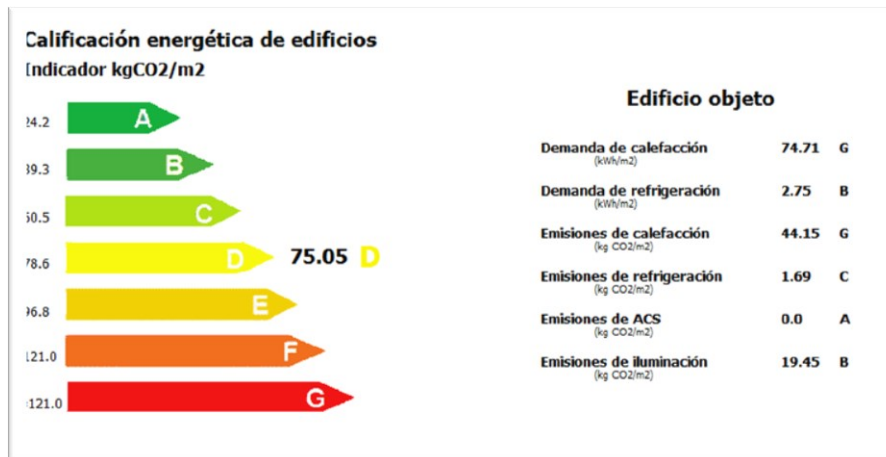 Calificación energética de edificios
Indicador kgCO2/m2
24.2 A
39.3 B
60.5 C
78.6 D 75.05 D
96.8 E
121.0 F
121.0 G
Edificio objeto
Demanda de calefacción 74.71 G
(kWh/m2)
Demanda de refrigeración 2.75 B
(kWh/m2)
Emisiones de calefacción 44.15 G
(kg CO2/m2)
Emisiones de refrigeración 1.69 C
(kg CO2/m2)
Emisiones de ACS 0.0 A
(kg CO2/m2)
Emisiones de iluminación 19.45 B
(kg CO2/m2)